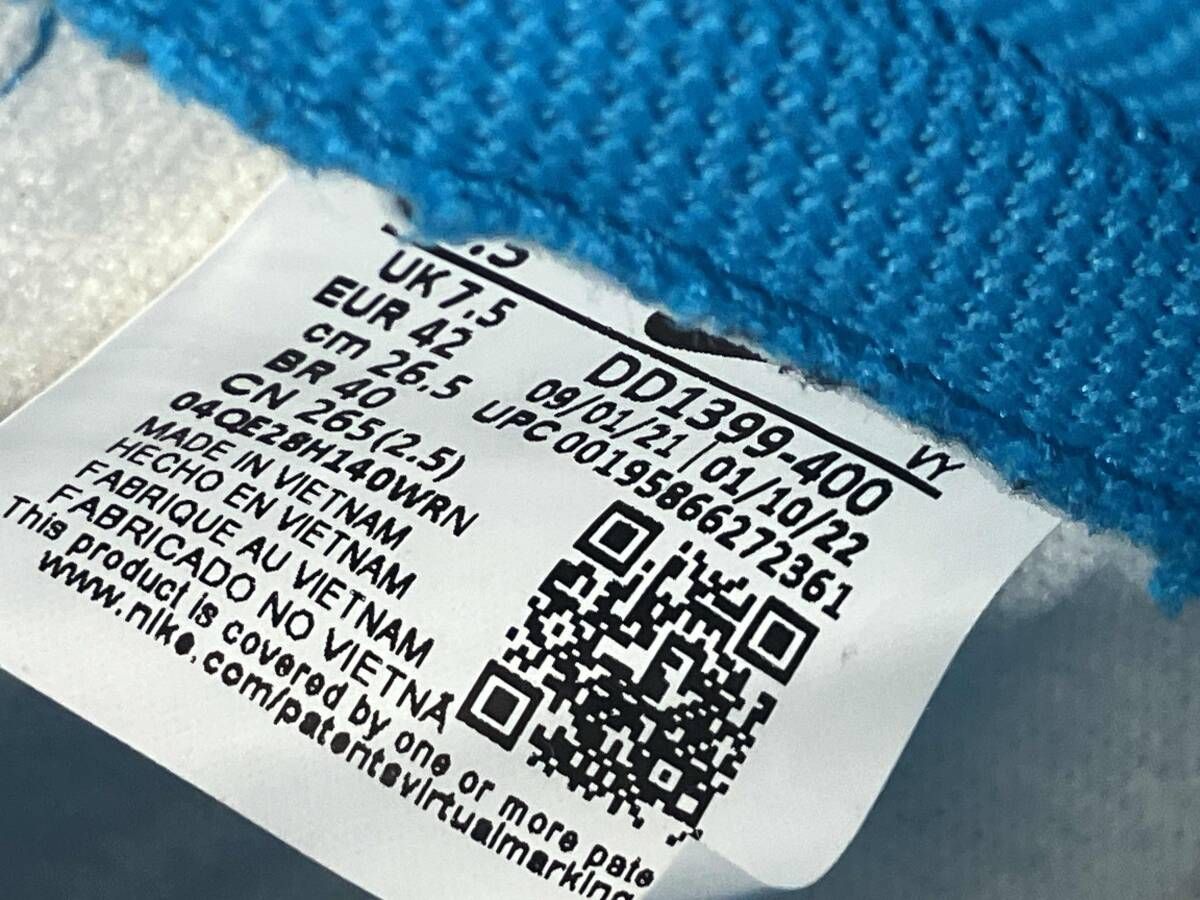 UK 7.5
EUR 42
cm 26.5
BR 40
CN 265(2.5)
04QE28H140WRN
MADE IN VIETNAM
HECHO EN VIETNAM
FABRIQUE AU VIETNAM
FABRICADO NO VIETNÃ
This product is covered by one or more pate
www.nike.com/patentsvirtualmarking
VY
DD1399-400
09/01/21 | 01/10/22
UPC 00195866272361